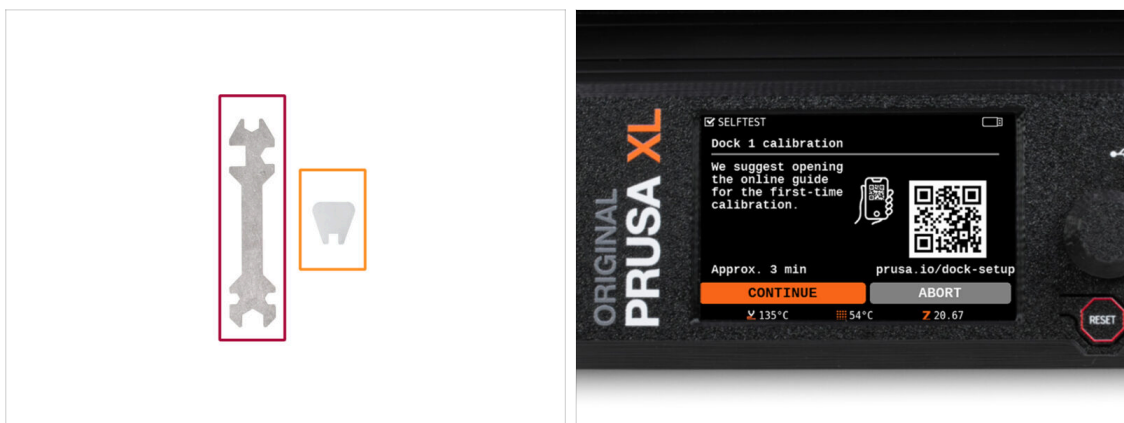 ORIGINAL
PRUSA XL
SELFTEST
Dock 1 calibration
We suggest opening
the online guide
for the first-time
calibration.
Approx. 3 min
prusa.io/dock-setup
CONTINUE
ABORT
135°C
54°C
Z 20.67
RESET